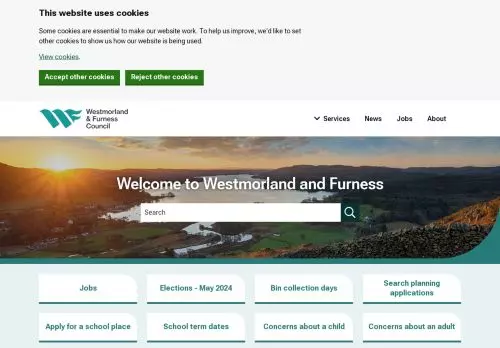 This website uses cookies
Some cookies are essential to make our website work. To help us improve, we'd like to set
other cookies to show us how our website is being used.
View cookies.
Accept other cookies
Reject other cookies
Westmorland
& Furness
Council
Services
News
Jobs
About
Welcome to Westmorland and Furness
Search
Jobs
Elections - May 2024
Bin collection days
Search planning
applications
Apply for a school place
School term dates
Concerns about a child
Concerns about an adult